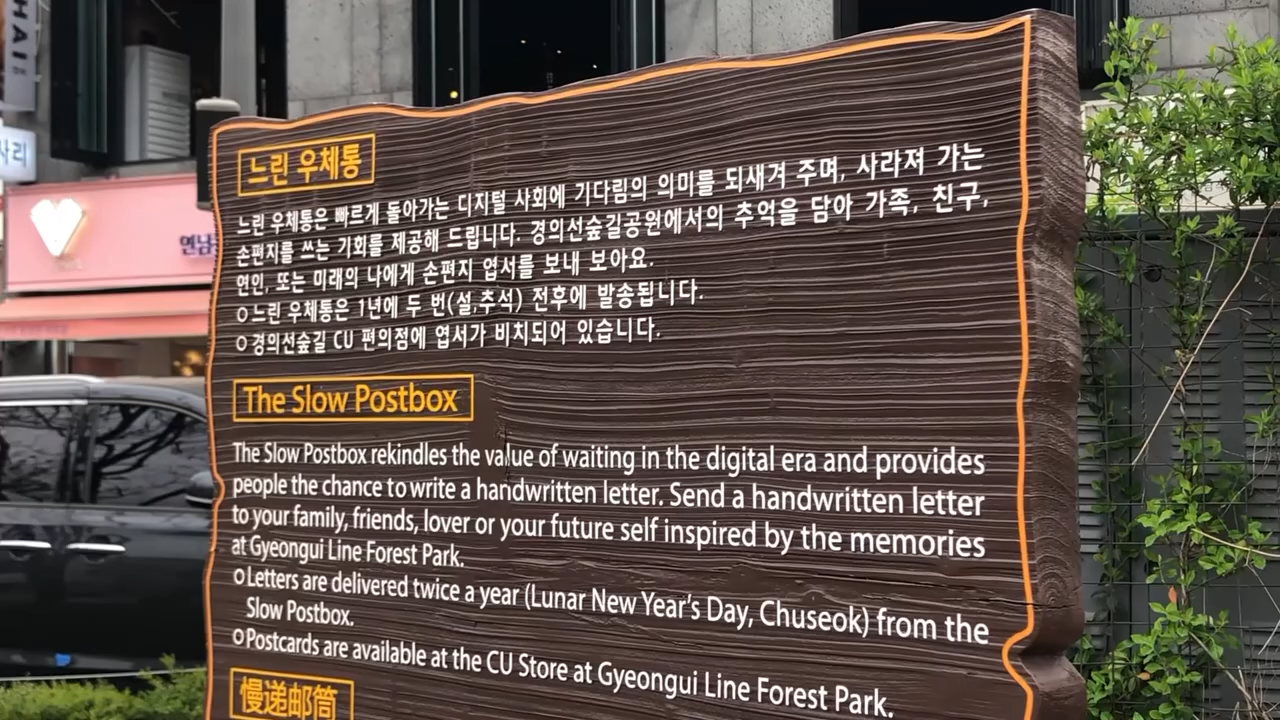 HAI
사리
연남
느린 우체통
느린 우체통은 빠르게 돌아가는 디지털 사회에 기다림의 의미를 되새겨 주며, 사라져 가는
손편지를 쓰는 기회를 제공해 드립니다. 경의선숲길공원에서의 추억을 담아 가족, 친구,
연인, 또는 미래의 나에게 손편지 엽서를 보내 보아요.
o 느린 우체통은 1년에 두 번(설,추석) 전후에 발송됩니다.
o 경의선숲길 CU 편의점에 엽서가 비치되어 있습니다.
The Slow Postbox
The Slow Postbox rekindles the value of waiting in the digital era and provides
people the chance to write a handwritten letter. Send a handwritten letter
to your family, friends, lover or your future self inspired by the memories
at Gyeongui Line Forest Park.
o Letters are delivered twice a year (Lunar New Year's Day, Chuseok) from the
Slow Postbox.
o Postcards are available at the CU Store at Gyeongui Line Forest Park.
慢递邮筒